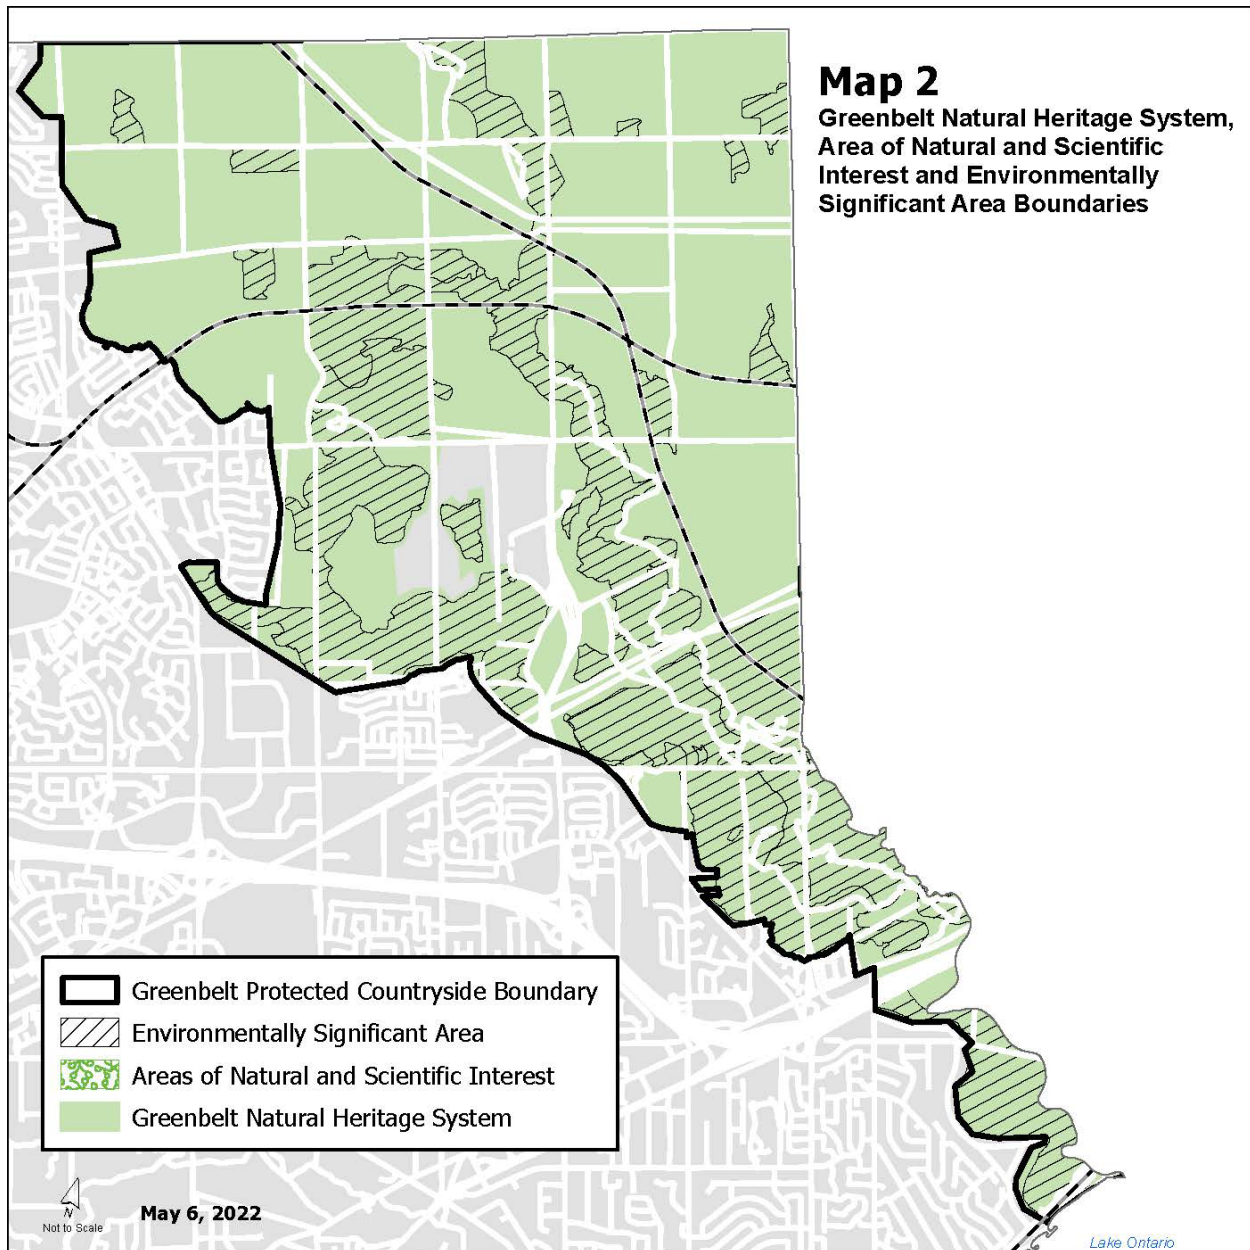 Map 2
Greenbelt Natural Heritage System,
Area of Natural and Scientific
Interest and Environmentally
Significant Area Boundaries
Greenbelt Protected Countryside Boundary
Environmentally Significant Area
Areas of Natural and Scientific Interest
Greenbelt Natural Heritage System
N
Not to Scale
May 6, 2022
Lake Ontario